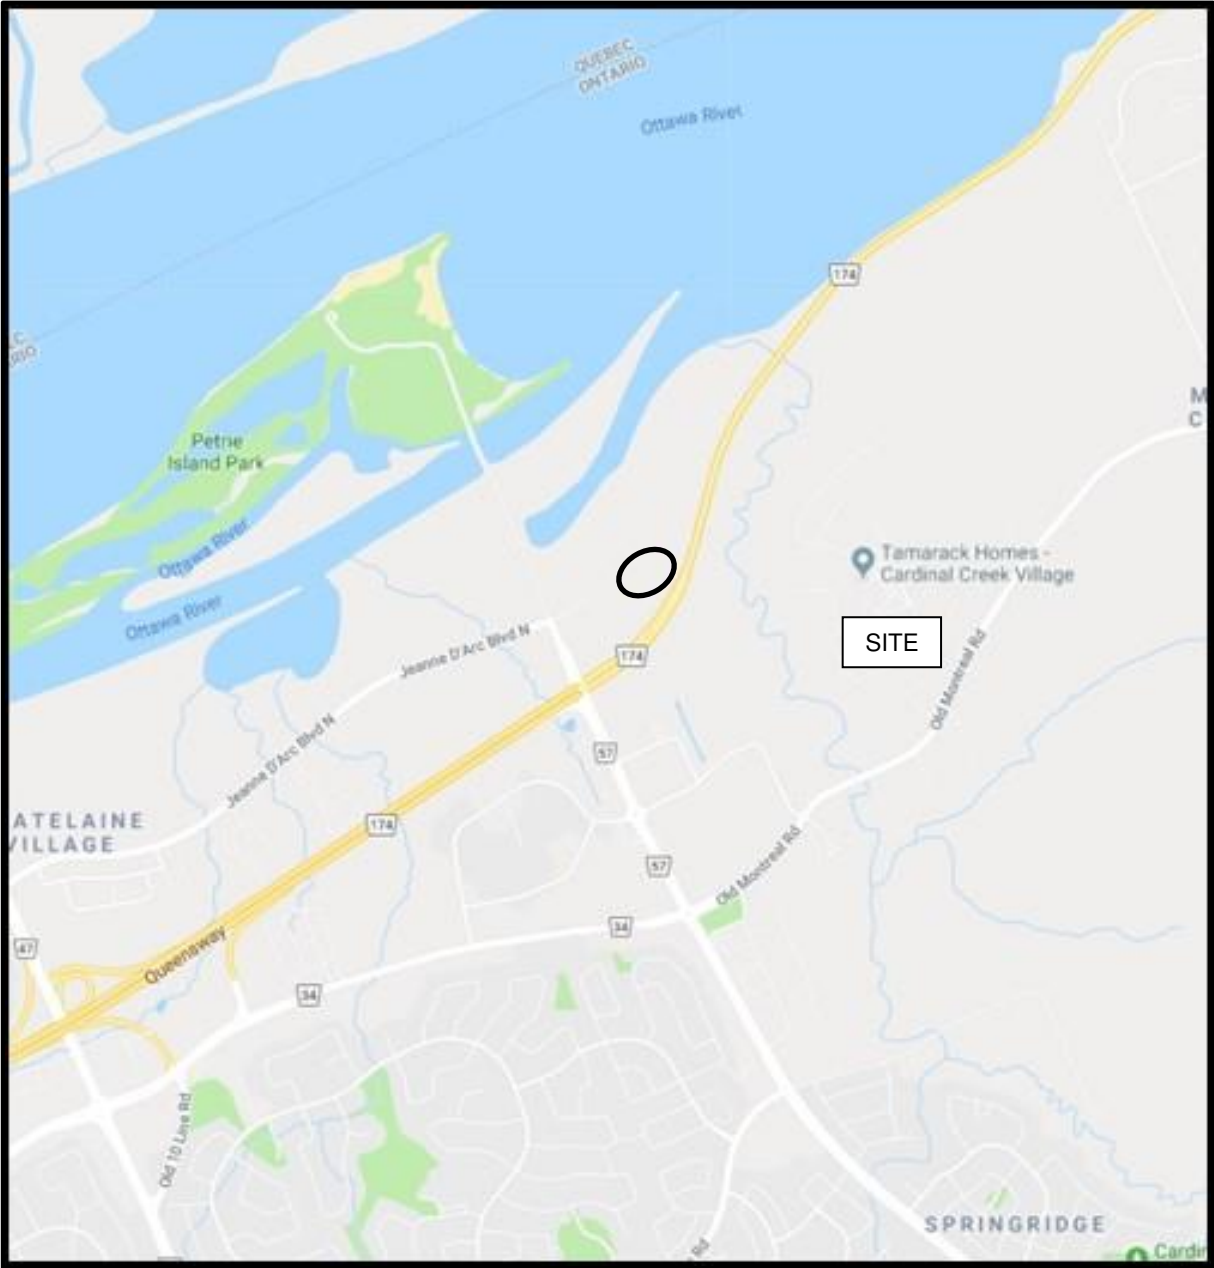 QUEBEC
ONTARIO
Ottawa River
174
Petrie
Island Park
Ottawa River
Ottawa River
Tamarack Homes -
Cardinal Creek Village
SITE
Jeanne D'Arc Blvd N
174
Old Montreal Rd
57
Jeanne D'Arc Blvd N
ATELAINE
VILLAGE
174
57
Old Montreal Rd
34
47
Queensway
34
Old 10 Line Rd
SPRINGRIDGE
Rd
Cardin